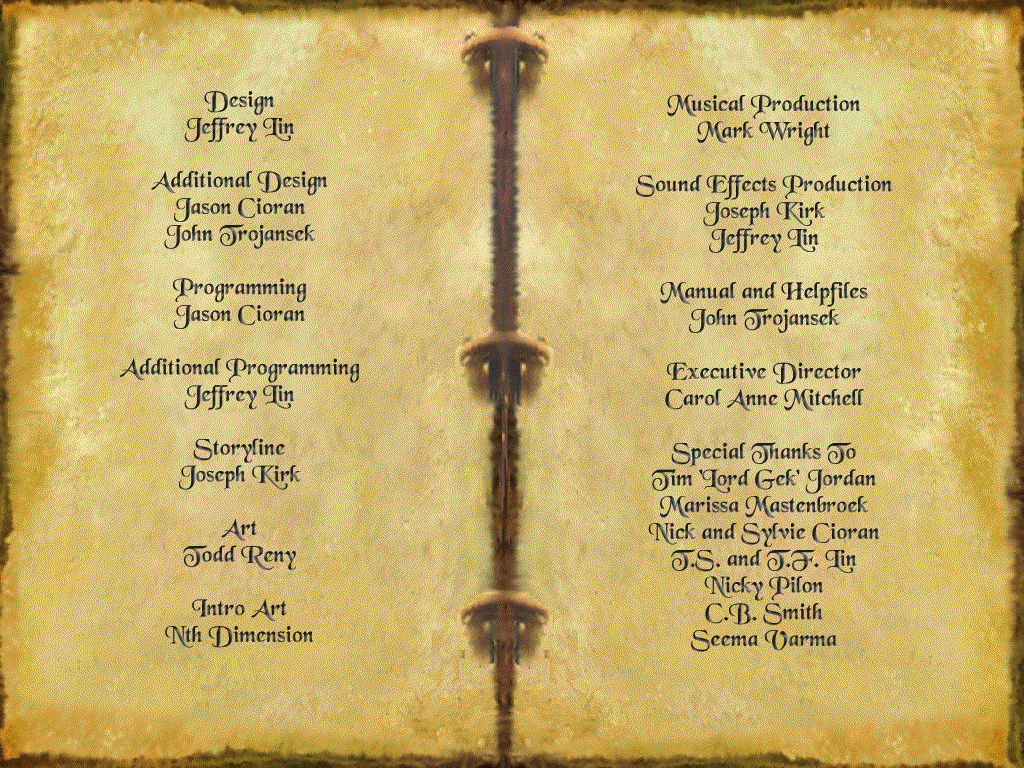 Design
Jeffrey Lin
Additional Design
Jason Cioran
John Trojansek
Programming
Jason Cioran
Additional Programming
Jeffrey Lin
Storyline
Joseph Kirk
Art
Todd Reny
Intro Art
Nth Dimension
Musical Production
Mark Wright
Sound Effects Production
Joseph Kirk
Jeffrey Lin
Manual and Helpfiles
John Trojansek
Executive Director
Carol Anne Mitchell
Special Thanks To
Tim 'Lord Gek' Jordan
Marissa Mastenbroek
Nick and Sylvie Cioran
T.S. and T.F. Lin
Nicky Pilon
C.B. Smith
Seema Varma